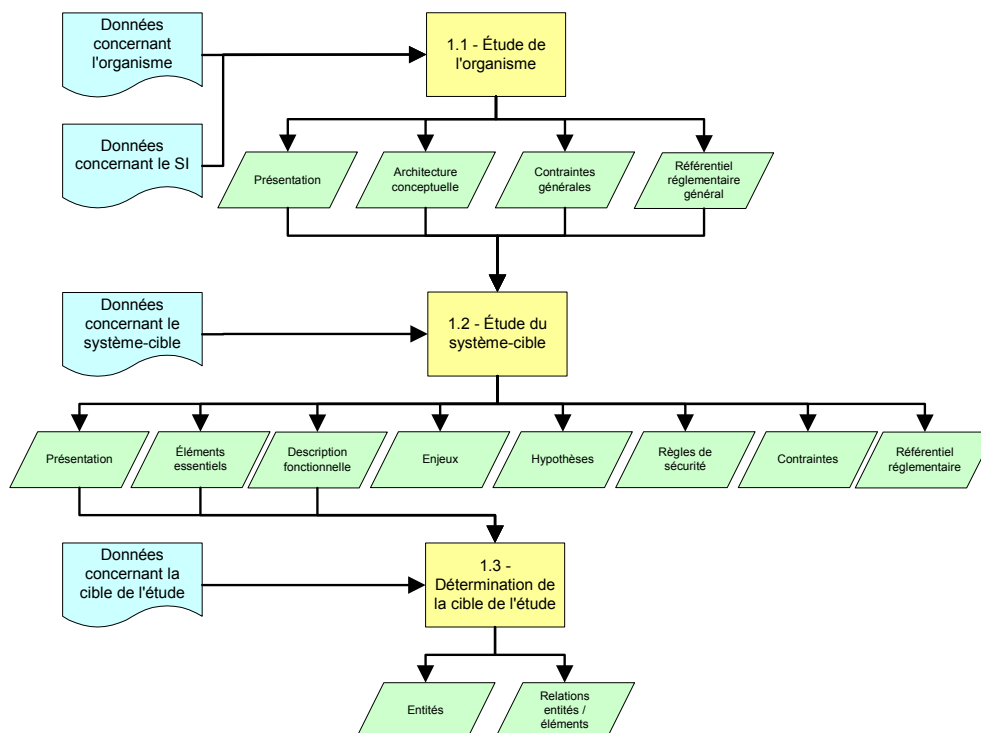 Données
concernant
l'organisme
1.1 - Étude de
l'organisme
Données
concernant le SI
Présentation
Architecture
conceptuelle
Contraintes
générales
Référentiel
réglementaire
général
Données
concernant le
système-cible
1.2 - Étude du
système-cible
Présentation
Éléments
essentiels
Description
fonctionnelle
Enjeux
Hypothèses
Règles de
sécurité
Contraintes
Référentiel
réglementaire
Données
concernant la
cible de l'étude
1.3 -
Détermination de
la cible de l'étude
Entités
Relations
entités /
éléments